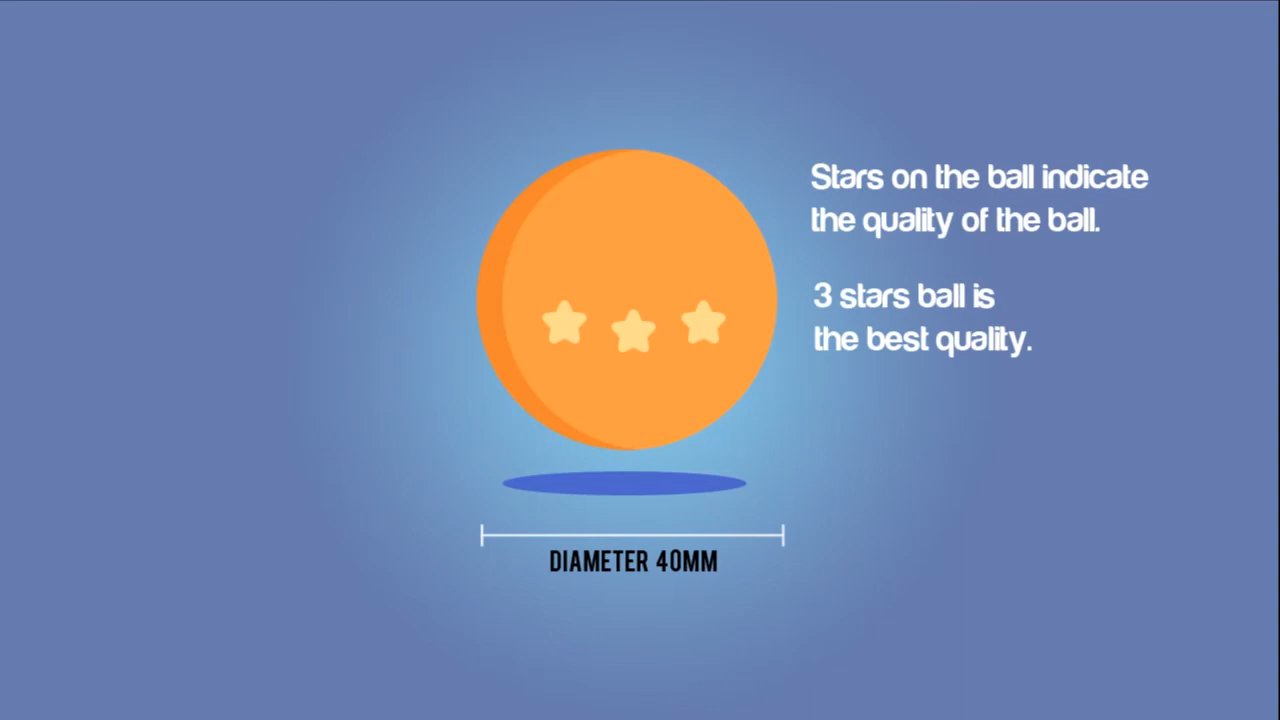 Stars on the ball indicate
the quality of the ball.
3 stars ball is
the best quality.
DIAMETER 40MM